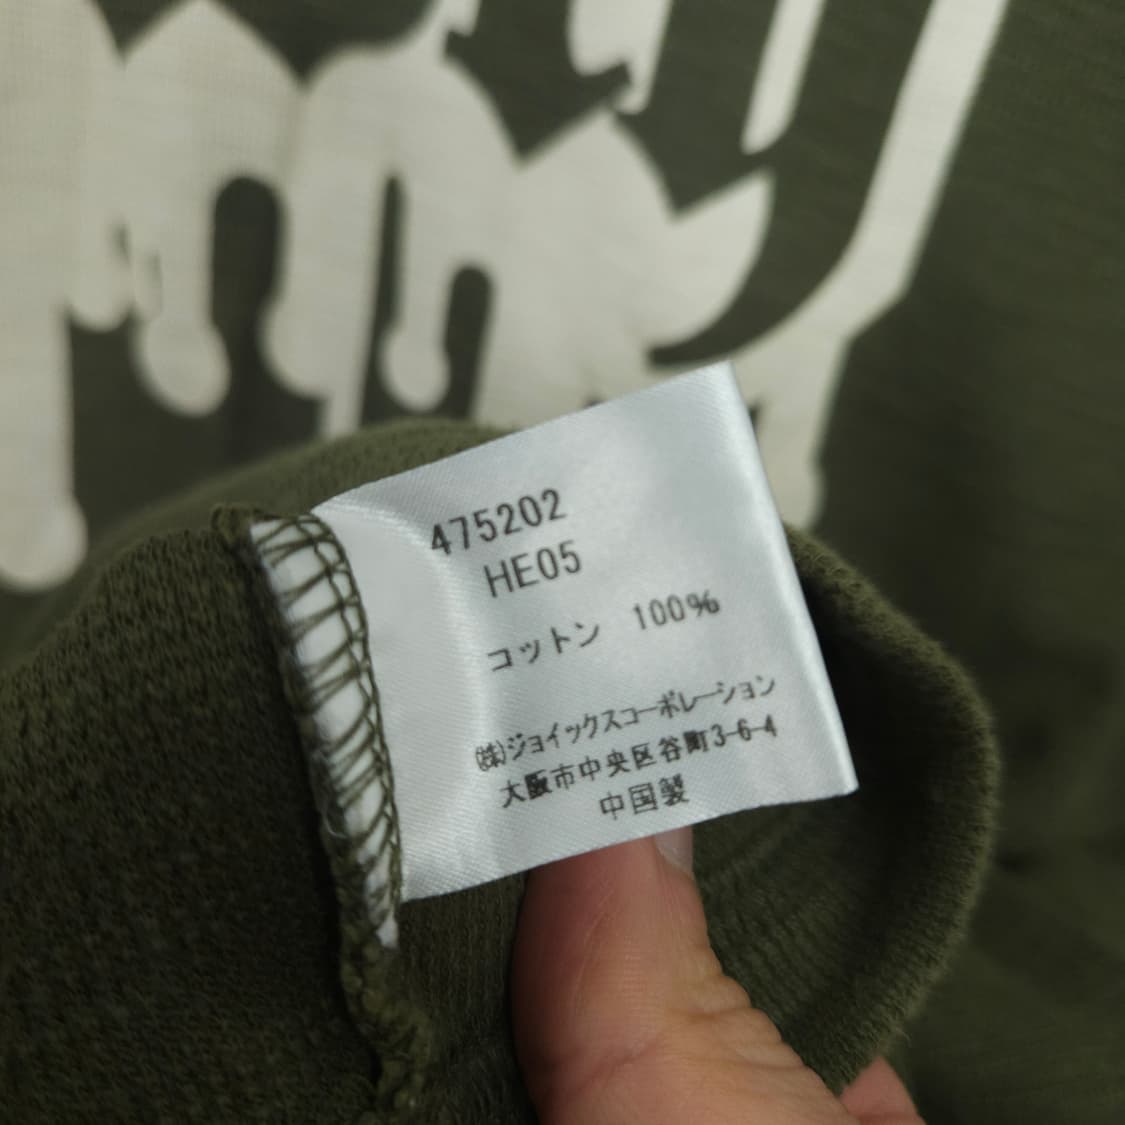 475202
HE05
コットン 100%
(株)ジョイックスコーポレーション
大阪市中央区谷町3-6-4
中国製